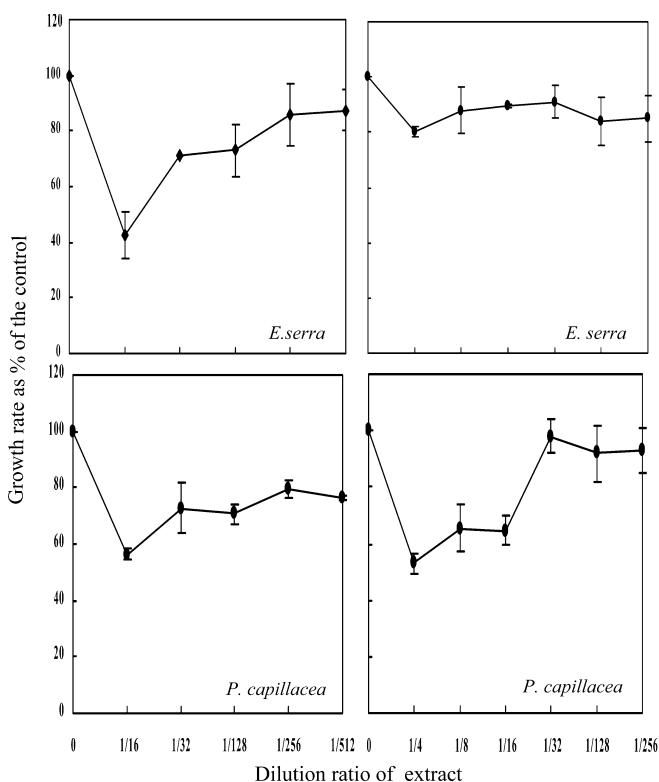 120
100
80
60
40
20
0
E.serra
E. serra
Growth rate as % of the control
120
100
80
60
40
20
0
P. capillacea
P. capillacea
0 1/16 1/32 1/128 1/256 1/512
0 1/4 1/8 1/16 1/32 1/128 1/256
Dilution ratio of extract